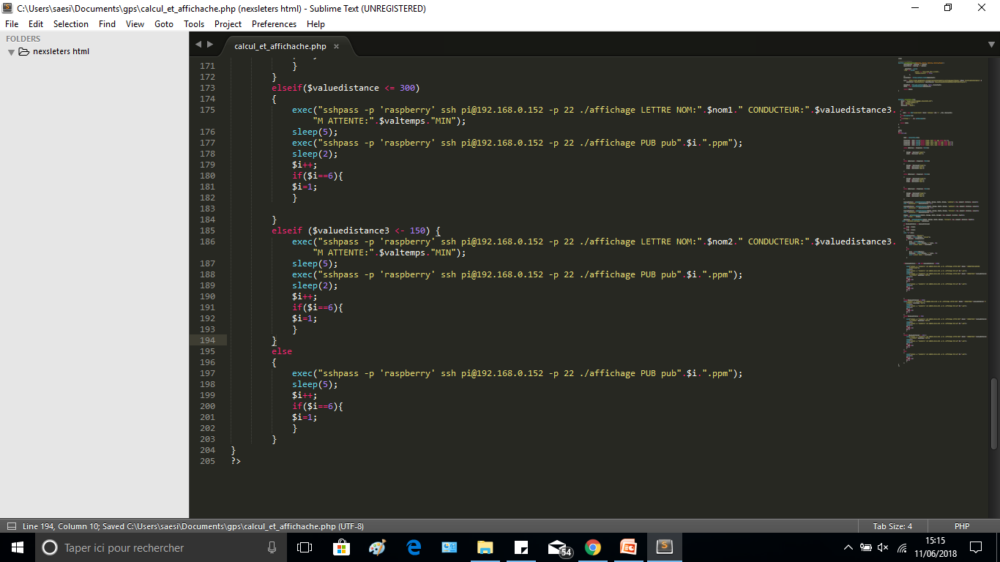 C:\Users\saesi\Documents\gps\calcul_et_affichache.php (nexsleters html) - Sublime Text (UNREGISTERED)
File Edit Selection Find View Goto Tools Project Preferences Help
FOLDERS
nexsleters html
calcul_et_affichache.php
171 }
172 }
173 elseif($valuedistance <= 300)
174 {
175 exec("sshpass -p 'raspberry' ssh pi@192.168.0.152 -p 22 ./affichage LETTRE NOM:".$nom1." CONDUCTEUR:".$valuedistance3.
"M ATTENTE:".$valtemps."MIN");
176 sleep(5);
177 exec("sshpass -p 'raspberry' ssh pi@192.168.0.152 -p 22 ./affichage PUB pub".$i.".ppm");
178 sleep(2);
179 $i++;
180 if($i==6){
181 $i=1;
182 }
183
184 }
185 elseif ($valuedistance3 <- 150) {
186 exec("sshpass -p 'raspberry' ssh pi@192.168.0.152 -p 22 ./affichage LETTRE NOM:".$nom2." CONDUCTEUR:".$valuedistance3.
"M ATTENTE:".$valtemps."MIN");
187 sleep(5);
188 exec("sshpass -p 'raspberry' ssh pi@192.168.0.152 -p 22 ./affichage PUB pub".$i.".ppm");
189 sleep(2);
190 $i++;
191 if($i==6){
192 $i=1;
193 }
194 }
195 else
196 {
197 exec("sshpass -p 'raspberry' ssh pi@192.168.0.152 -p 22 ./affichage PUB pub".$i.".ppm");
198 sleep(5);
199 $i++;
200 if($i==6){
201 $i=1;
202 }
203 }
204 }
205 ?>
Line 194, Column 10; Saved C:\Users\saesi\Documents\gps\calcul_et_affichache.php (UTF-8)
Tab Size: 4
PHP
Taper ici pour rechercher
54
15:15
11/06/2018